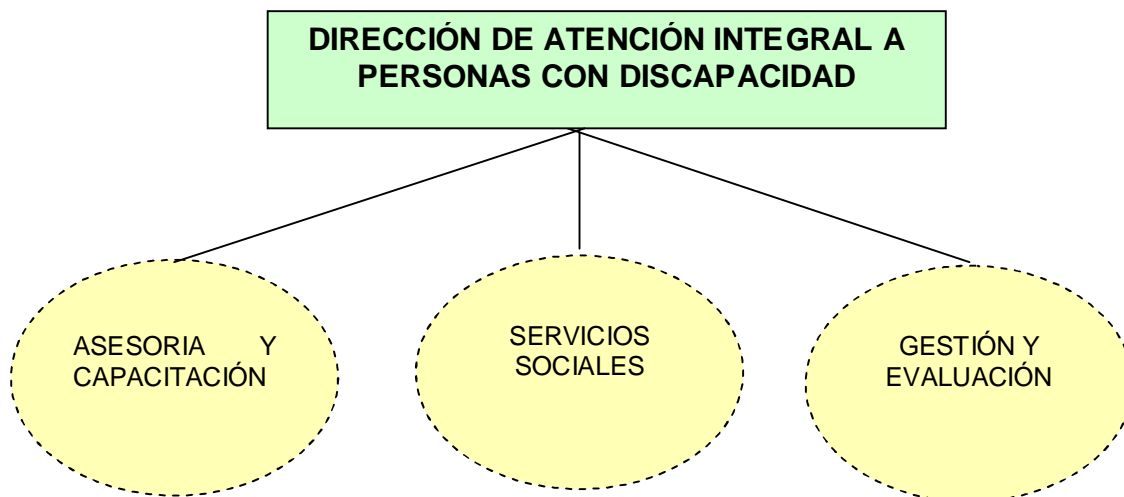 DIRECCIÓN DE ATENCIÓN INTEGRAL A
PERSONAS CON DISCAPACIDAD
ASESORIA Y
CAPACITACIÓN
SERVICIOS
SOCIALES
GESTIÓN Y
EVALUACIÓN